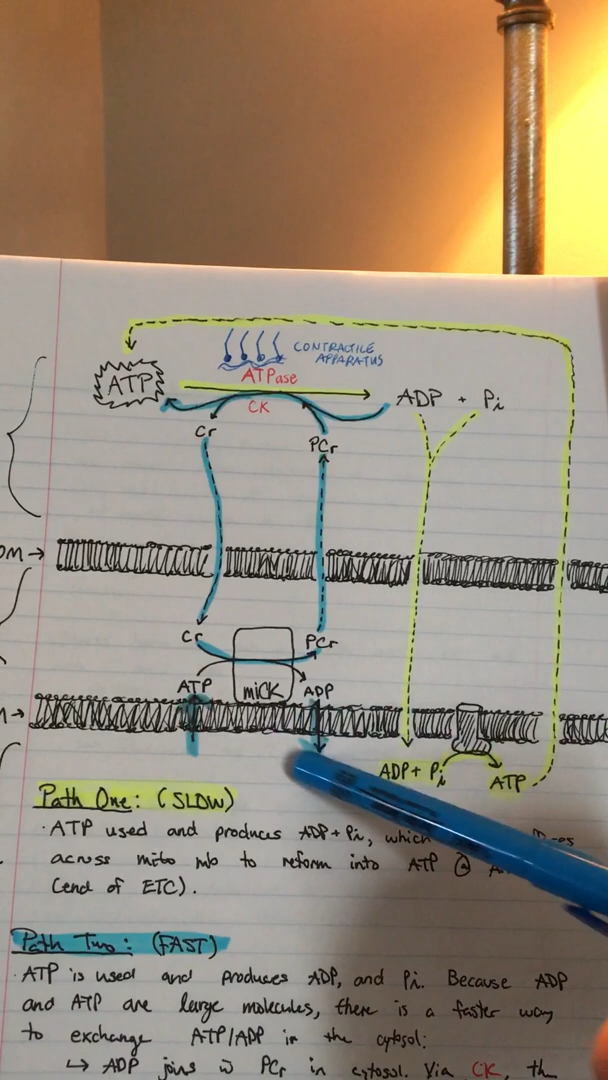 CONTRACTILE
APPARATUS
ATP
ATPase
ADP + Pi
CK
Cr
PCr
OM →
Cr
PCr
ATP
miCK
ADP
M →
ADP + Pi
ATP
Path One: (SLOW)
· ATP used and produces ADP + Pi, which
across mito mb to reform into ATP @
(end of ETC).
Path Two: (FAST)
· ATP is used and produces ADP, and Pi. Because ADP
and ATP are large molecules, there is a faster way
to exchange ATP/ADP in the cytosol:
↳ ADP joins w PCr in cytosol. Via CK, th